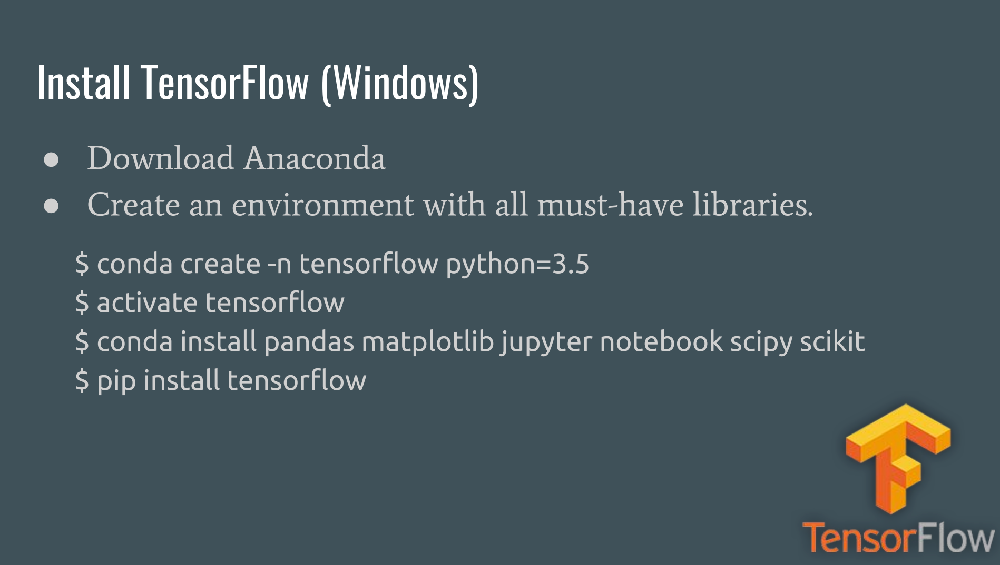 Install TensorFlow (Windows)
● Download Anaconda
● Create an environment with all must-have libraries.
$ conda create -n tensorflow python=3.5
$ activate tensorflow
$ conda install pandas matplotlib jupyter notebook scipy scikit
$ pip install tensorflow
TensorFlow